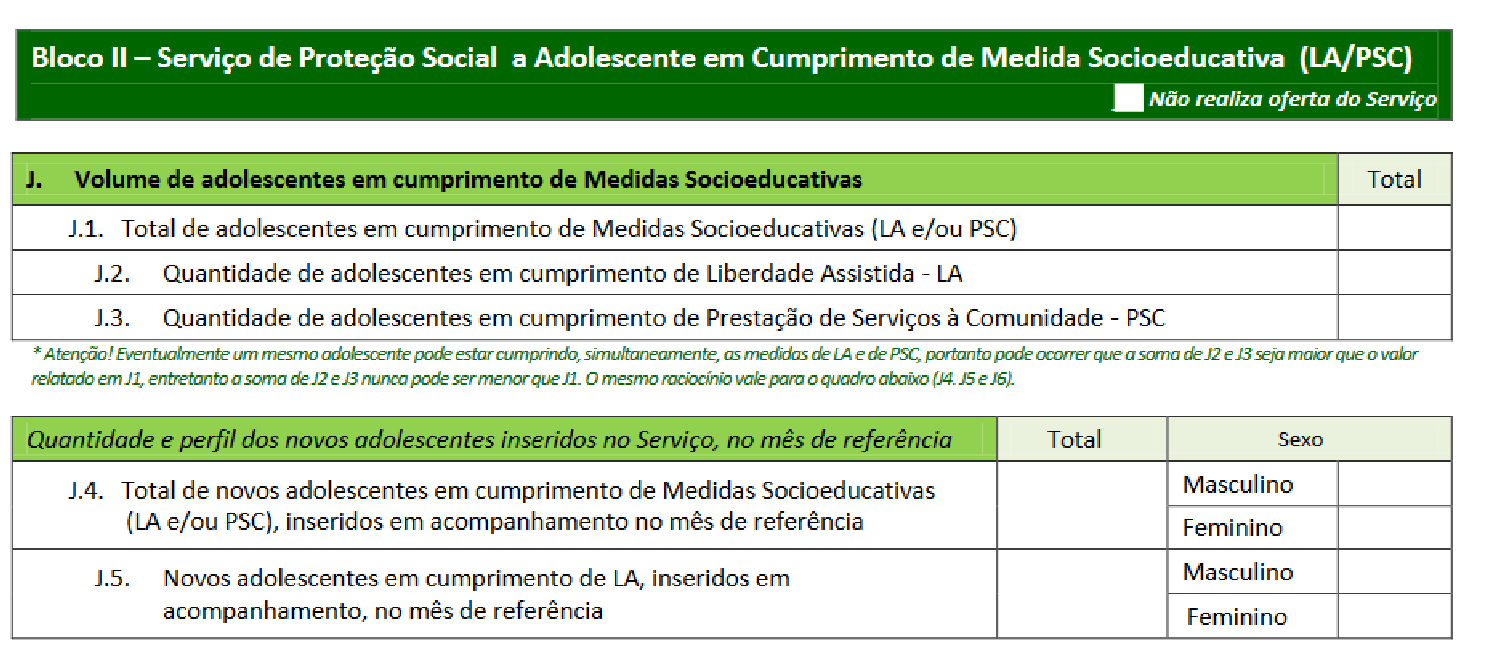 Bloco II – Serviço de Proteção Social a Adolescente em Cumprimento de Medida Socioeducativa (LA/PSC)
Não realiza oferta do Serviço
J. Volume de adolescentes em cumprimento de Medidas Socioeducativas Total
J.1. Total de adolescentes em cumprimento de Medidas Socioeducativas (LA e/ou PSC)
J.2. Quantidade de adolescentes em cumprimento de Liberdade Assistida - LA
J.3. Quantidade de adolescentes em cumprimento de Prestação de Serviços à Comunidade - PSC
* Atenção! Eventualmente um mesmo adolescente pode estar cumprindo, simultaneamente, as medidas de LA e de PSC, portanto pode ocorrer que a soma de J2 e J3 seja maior que o valor
relatado em J1, entretanto a soma de J2 e J3 nunca pode ser menor que J1. O mesmo raciocínio vale para o quadro abaixo (J4. J5 e J6).
Quantidade e perfil dos novos adolescentes inseridos no Serviço, no mês de referência Total Sexo
J.4. Total de novos adolescentes em cumprimento de Medidas Socioeducativas
(LA e/ou PSC), inseridos em acompanhamento no mês de referência
Masculino
Feminino
J.5. Novos adolescentes em cumprimento de LA, inseridos em
acompanhamento, no mês de referência
Masculino
Feminino